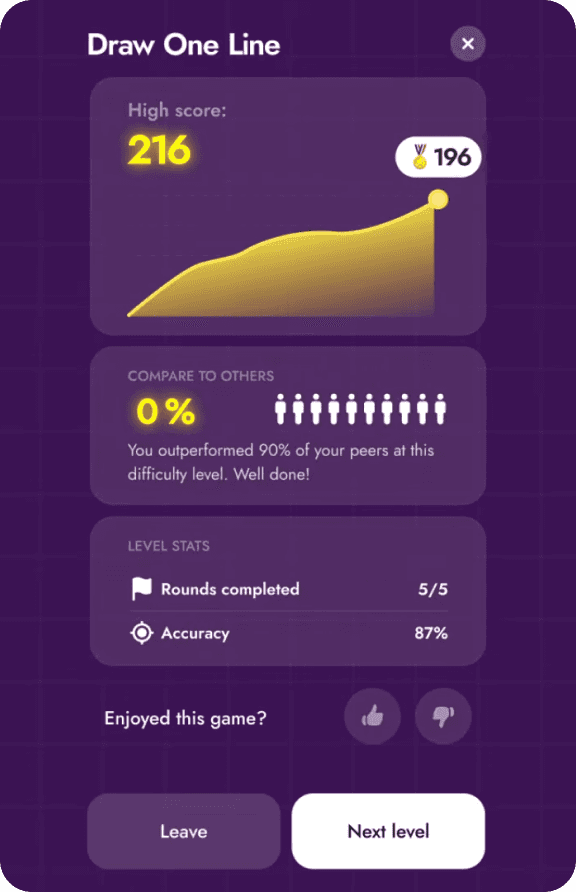 Draw One Line
High score:
216
196
COMPARE TO OTHERS
0%
You outperformed 90% of your peers at this
difficulty level. Well done!
LEVEL STATS
Rounds completed 5/5
Accuracy 87%
Enjoyed this game?
Leave Next level